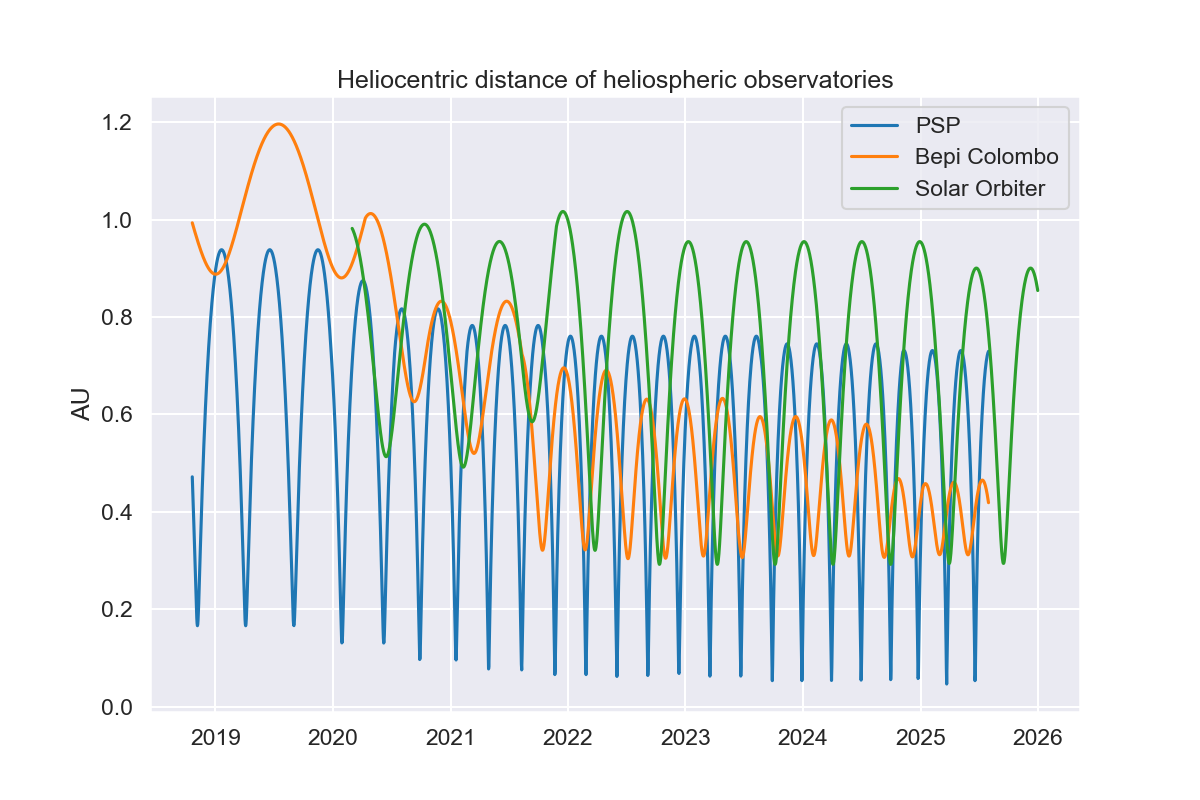 Heliocentric distance of heliospheric observatories
PSP
Bepi Colombo
Solar Orbiter
AU
1.2
1.0
0.8
0.6
0.4
0.2
0.0
2019 2020 2021 2022 2023 2024 2025 2026